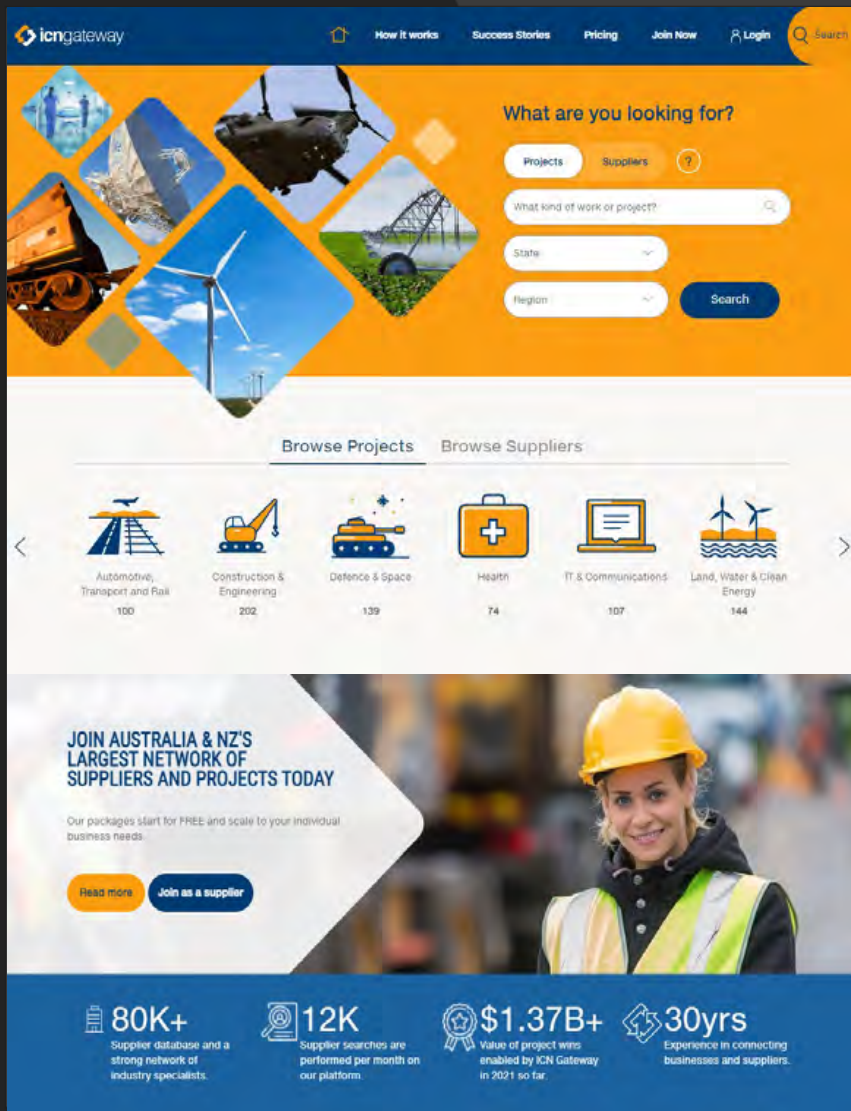 icngateway
How it works
Success Stories
Pricing
Join Now
Login
Search
What are you looking for?
Projects
Suppliers
?
What kind of work or project?
State
Region
Search
Browse Projects
Browse Suppliers
Automotive,
Transport and Rail
100
Construction &
Engineering
202
Defence & Space
139
Health
74
IT & Communications
107
Land, Water & Clean
Energy
144
JOIN AUSTRALIA & NZ'S
LARGEST NETWORK OF
SUPPLIERS AND PROJECTS TODAY
Our packages start for FREE and scale to your individual
business needs.
Read more
Join as a supplier
80K+
Supplier database and a
strong network of
industry specialists.
12K
Supplier searches are
performed per month on
our platform.
$1.37B+
Value of project wins
enabled by ICN Gateway
in 2021 so far.
30yrs
Experience in connecting
businesses and suppliers.